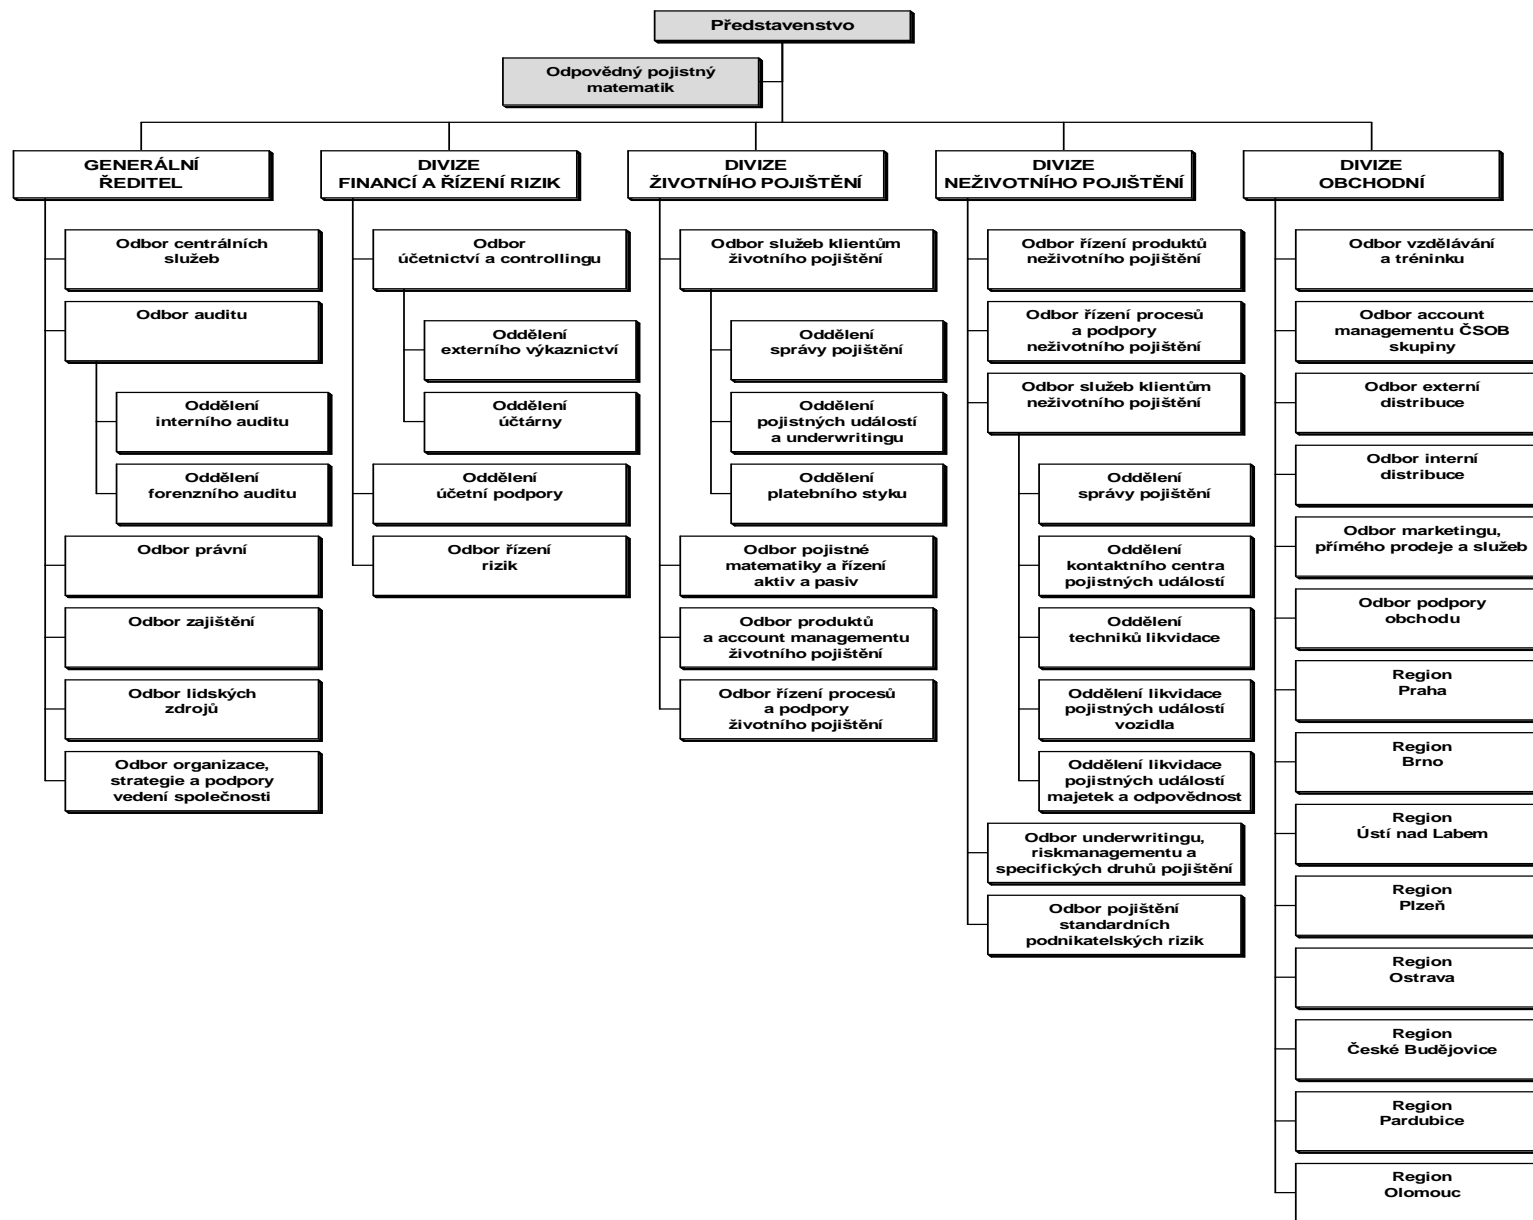 Představenstvo
Odpovědný pojistný
matematik
GENERÁLNÍ
ŘEDITEL
Odbor centrálních
služeb
Odbor auditu
Oddělení
interního auditu
Oddělení
forenzního auditu
Odbor právní
Odbor zajištění
Odbor lidských
zdrojů
Odbor organizace,
strategie a podpory
vedení společnosti
DIVIZE
FINANCÍ A ŘÍZENÍ RIZIK
Odbor
účetnictví a controllingu
Oddělení
externího výkaznictví
Oddělení
účtárny
Oddělení
účetní podpory
Odbor řízení
rizik
DIVIZE
ŽIVOTNÍHO POJIŠTĚNÍ
Odbor služeb klientům
životního pojištění
Oddělení
správy pojištění
Oddělení
pojistných událostí
a underwritingu
Oddělení
platebního styku
Odbor pojistné
matematiky a řízení
aktiv a pasiv
Odbor produktů
a account managementu
životního pojištění
Odbor řízení procesů
a podpory
životního pojištění
DIVIZE
NEŽIVOTNÍHO POJIŠTĚNÍ
Odbor řízení produktů
neživotního pojištění
Odbor řízení procesů
a podpory
neživotního pojištění
Odbor služeb klientům
neživotního pojištění
Oddělení
správy pojištění
Oddělení
kontaktního centra
pojistných událostí
Oddělení
techniků likvidace
Oddělení likvidace
pojistných událostí
vozidla
Oddělení likvidace
pojistných událostí
majetek a odpovědnost
Odbor underwritingu,
riskmanagementu a
specifických druhů pojištění
Odbor pojištění
standardních
podnikatelských rizik
DIVIZE
OBCHODNÍ
Odbor vzdělávání
a tréninku
Odbor account
managementu ČSOB
skupiny
Odbor externí
distribuce
Odbor interní
distribuce
Odbor marketingu,
přímého prodeje a služeb
Odbor podpory
obchodu
Region
Praha
Region
Brno
Region
Ústí nad Labem
Region
Plzeň
Region
Ostrava
Region
České Budějovice
Region
Pardubice
Region
Olomouc